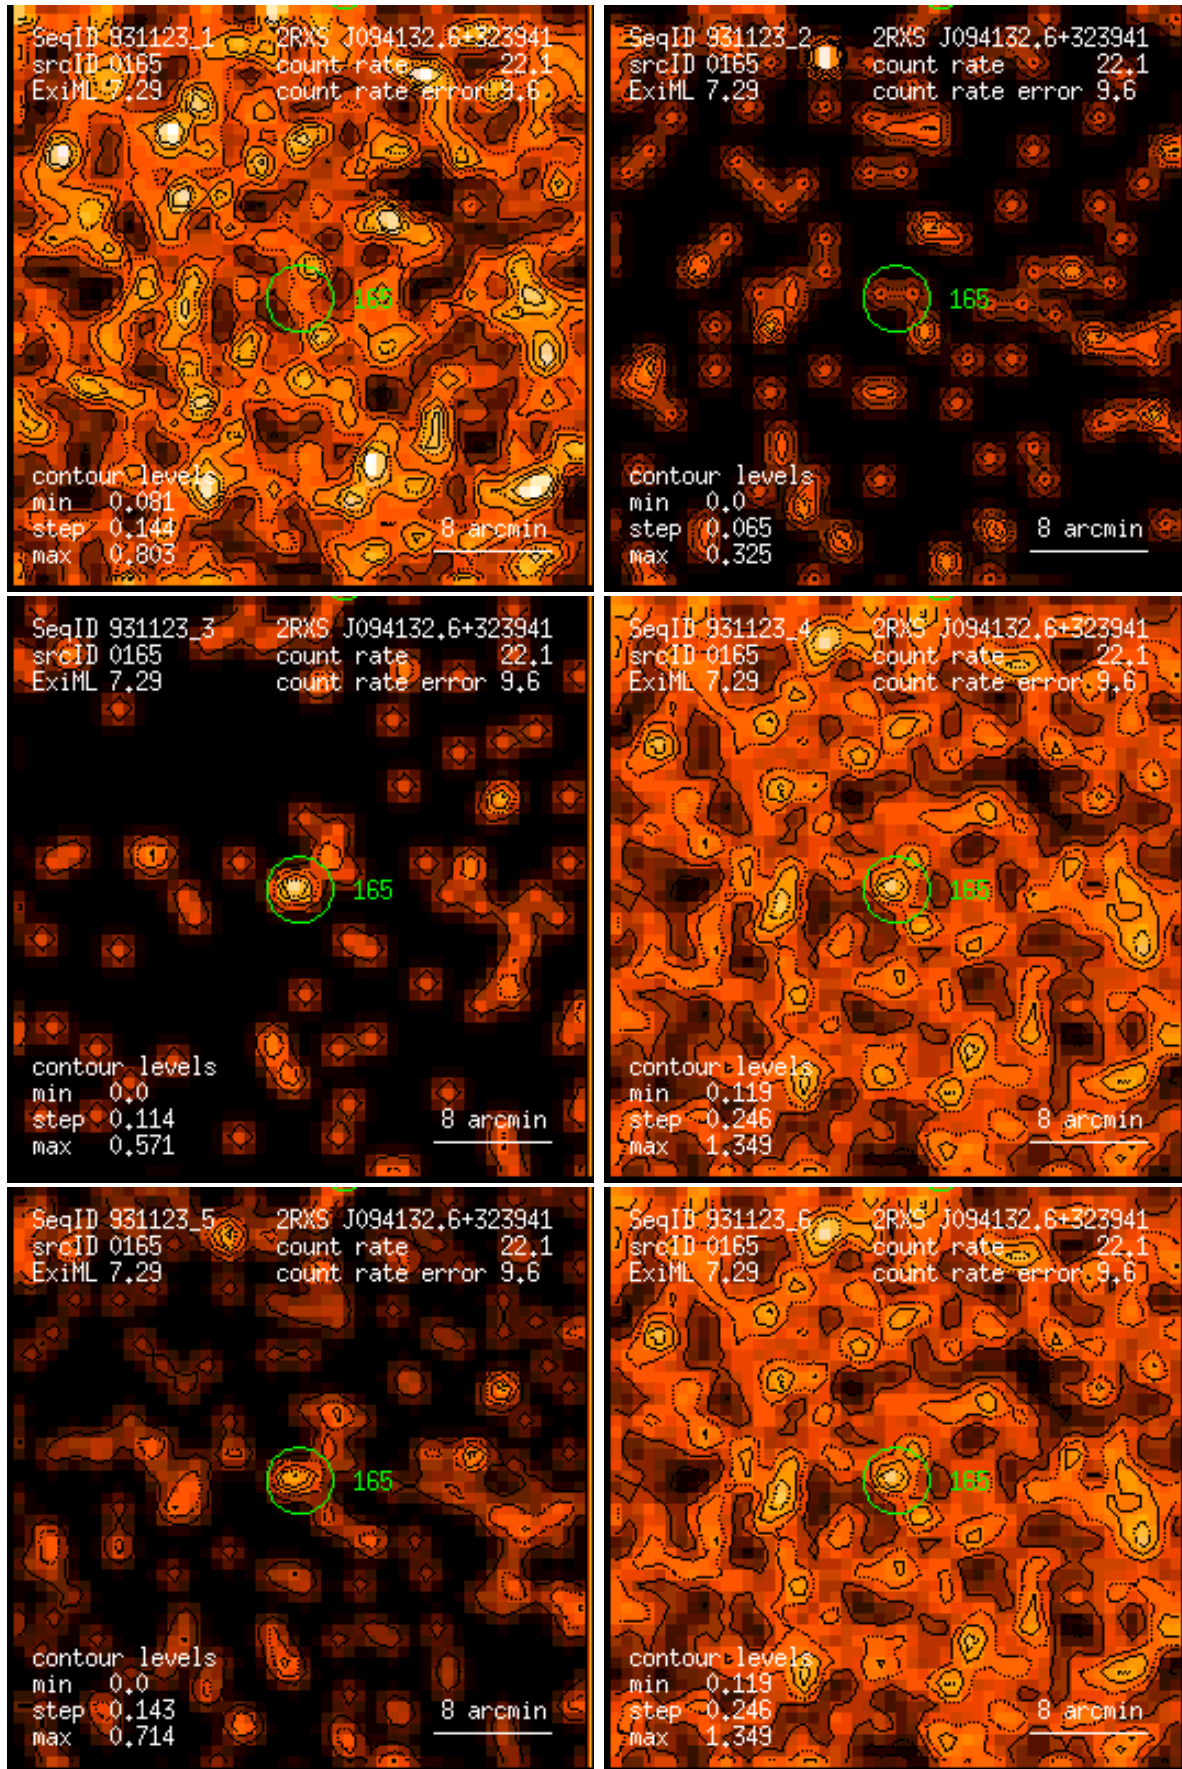 SeqID 931123_1 2RXS J094132.6+323941
srcID 0165 count rate 22.1
ExiML 7.29 count rate error 9.6
165
contour levels
min 0.081
step 0.144 8 arcmin
max 0.803
SeqID 931123_2 2RXS J094132.6+323941
srcID 0165 count rate 22.1
ExiML 7.29 count rate error 9.6
165
contour levels
min 0.0
step 0.065 8 arcmin
max 0.325
SeqID 931123_3 2RXS J094132.6+323941
srcID 0165 count rate 22.1
ExiML 7.29 count rate error 9.6
165
contour levels
min 0.0
step 0.114 8 arcmin
max 0.571
SeqID 931123_4 2RXS J094132.6+323941
srcID 0165 count rate 22.1
ExiML 7.29 count rate error 9.6
165
contour levels
min 0.119
step 0.246 8 arcmin
max 1.349
SeqID 931123_5 2RXS J094132.6+323941
srcID 0165 count rate 22.1
ExiML 7.29 count rate error 9.6
165
contour levels
min 0.0
step 0.143 8 arcmin
max 0.714
SeqID 931123_6 2RXS J094132.6+323941
srcID 0165 count rate 22.1
ExiML 7.29 count rate error 9.6
165
contour levels
min 0.119
step 0.246 8 arcmin
max 1.349